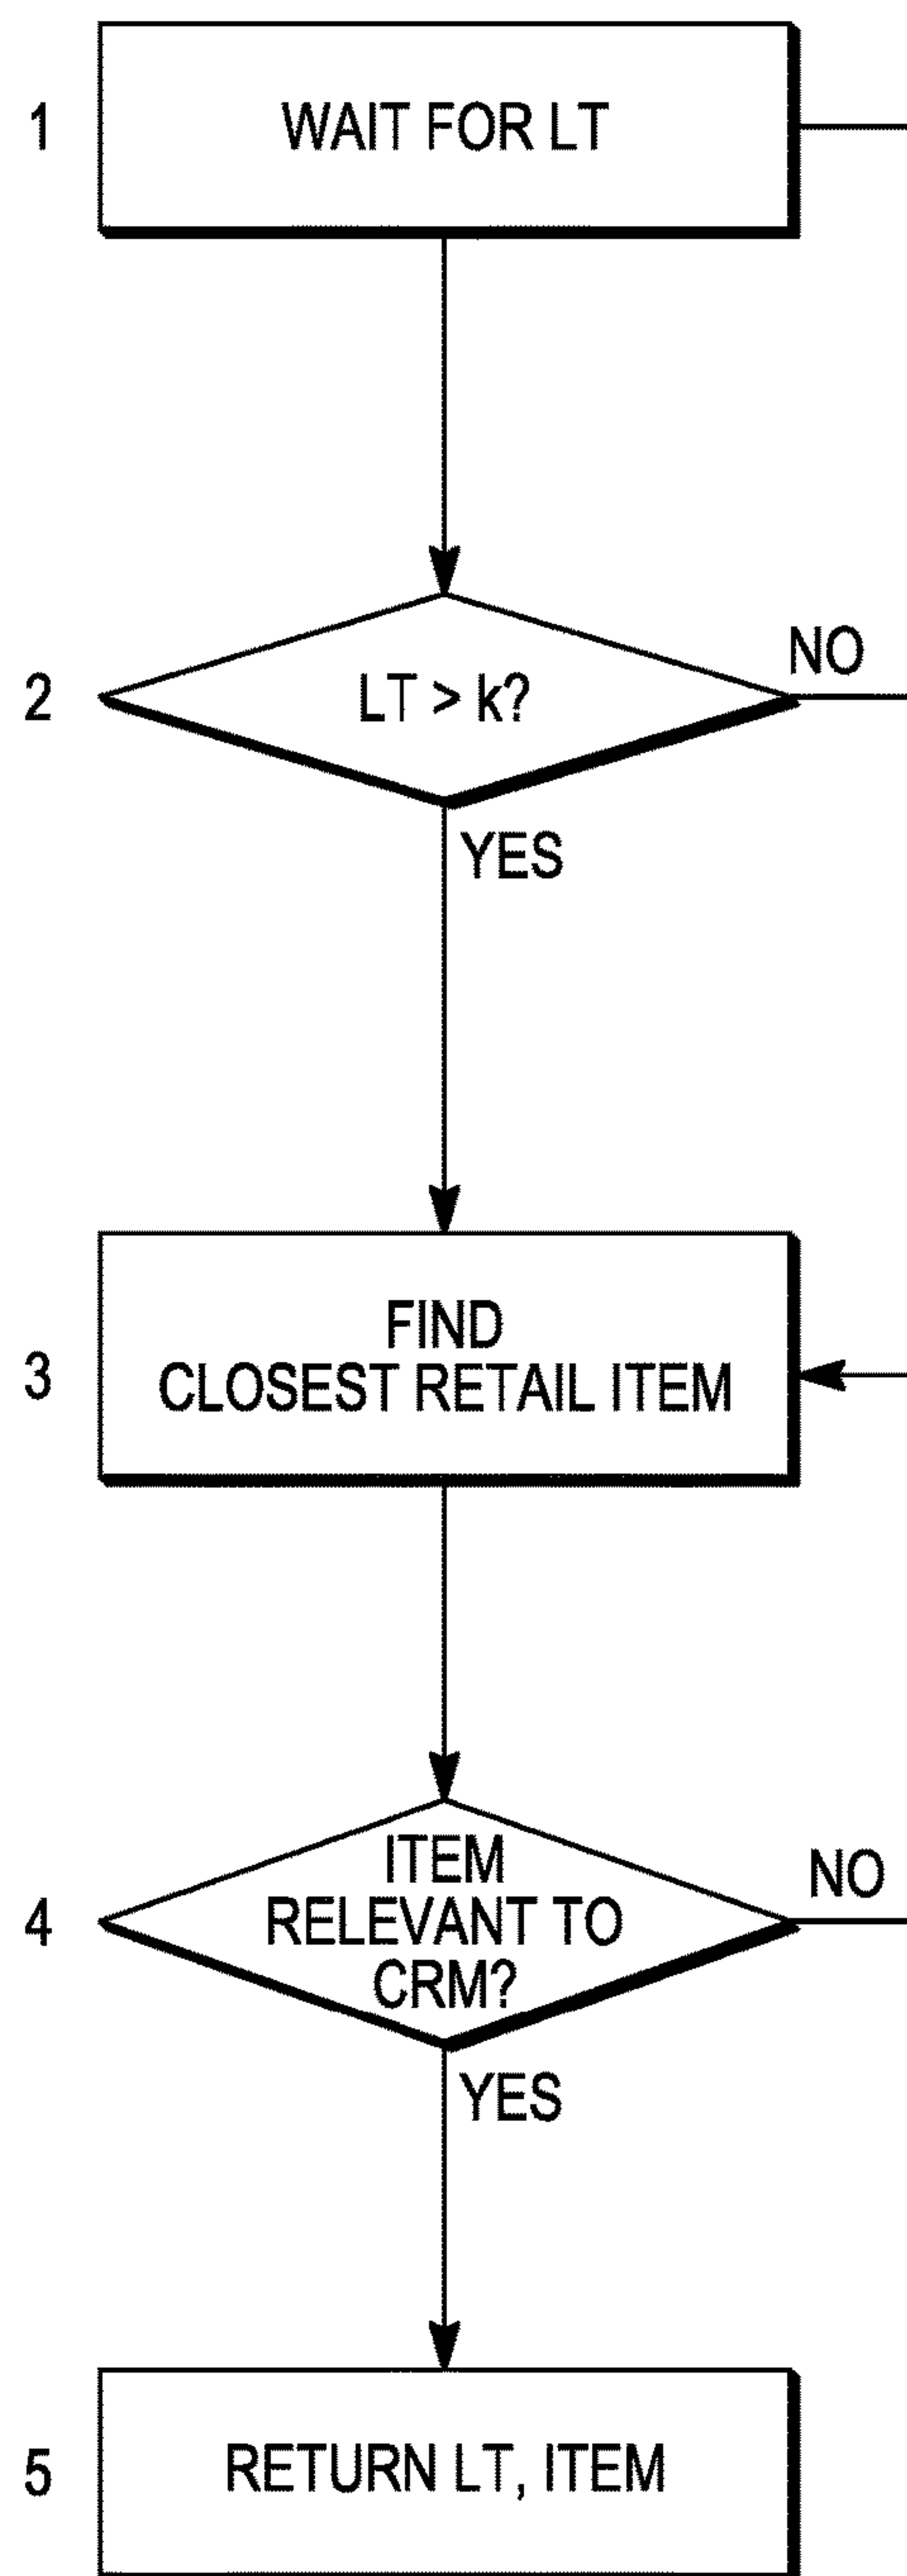 1
WAIT FOR LT
2
LT > k?
NO
YES
3
FIND
CLOSEST RETAIL ITEM
4
ITEM
RELEVANT TO
CRM?
NO
YES
5
RETURN LT, ITEM